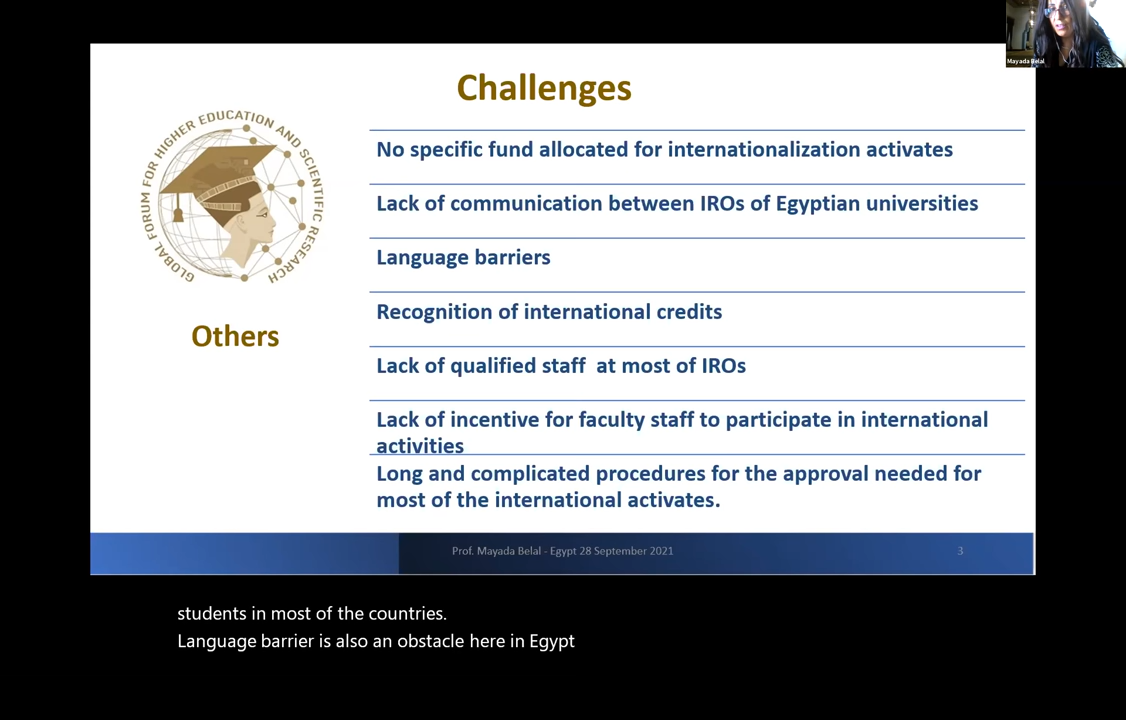 Mayada Belal
Challenges
GLOBAL FORUM FOR HIGHER EDUCATION AND SCIENTIFIC RESEARCH
Others
No specific fund allocated for internationalization activates
Lack of communication between IROs of Egyptian universities
Language barriers
Recognition of international credits
Lack of qualified staff  at most of IROs
Lack of incentive for faculty staff to participate in international
activities
Long and complicated procedures for the approval needed for
most of the international activates.
Prof. Mayada Belal - Egypt 28 September 2021
3
students in most of the countries.
Language barrier is also an obstacle here in Egypt